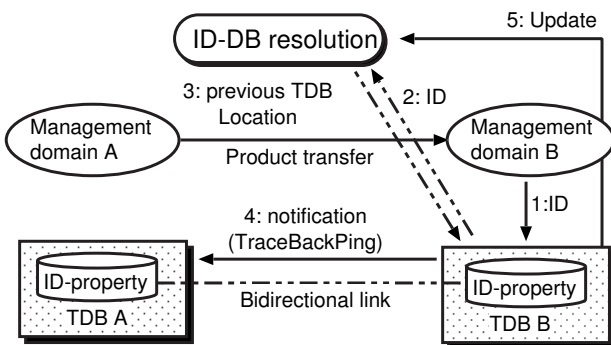 5: Update
ID-DB resolution
3: previous TDB
Location
2: ID
Management
domain A
Product transfer
Management
domain B
1:ID
4: notification
(TraceBackPing)
ID-property
TDB A
Bidirectional link
ID-property
TDB B